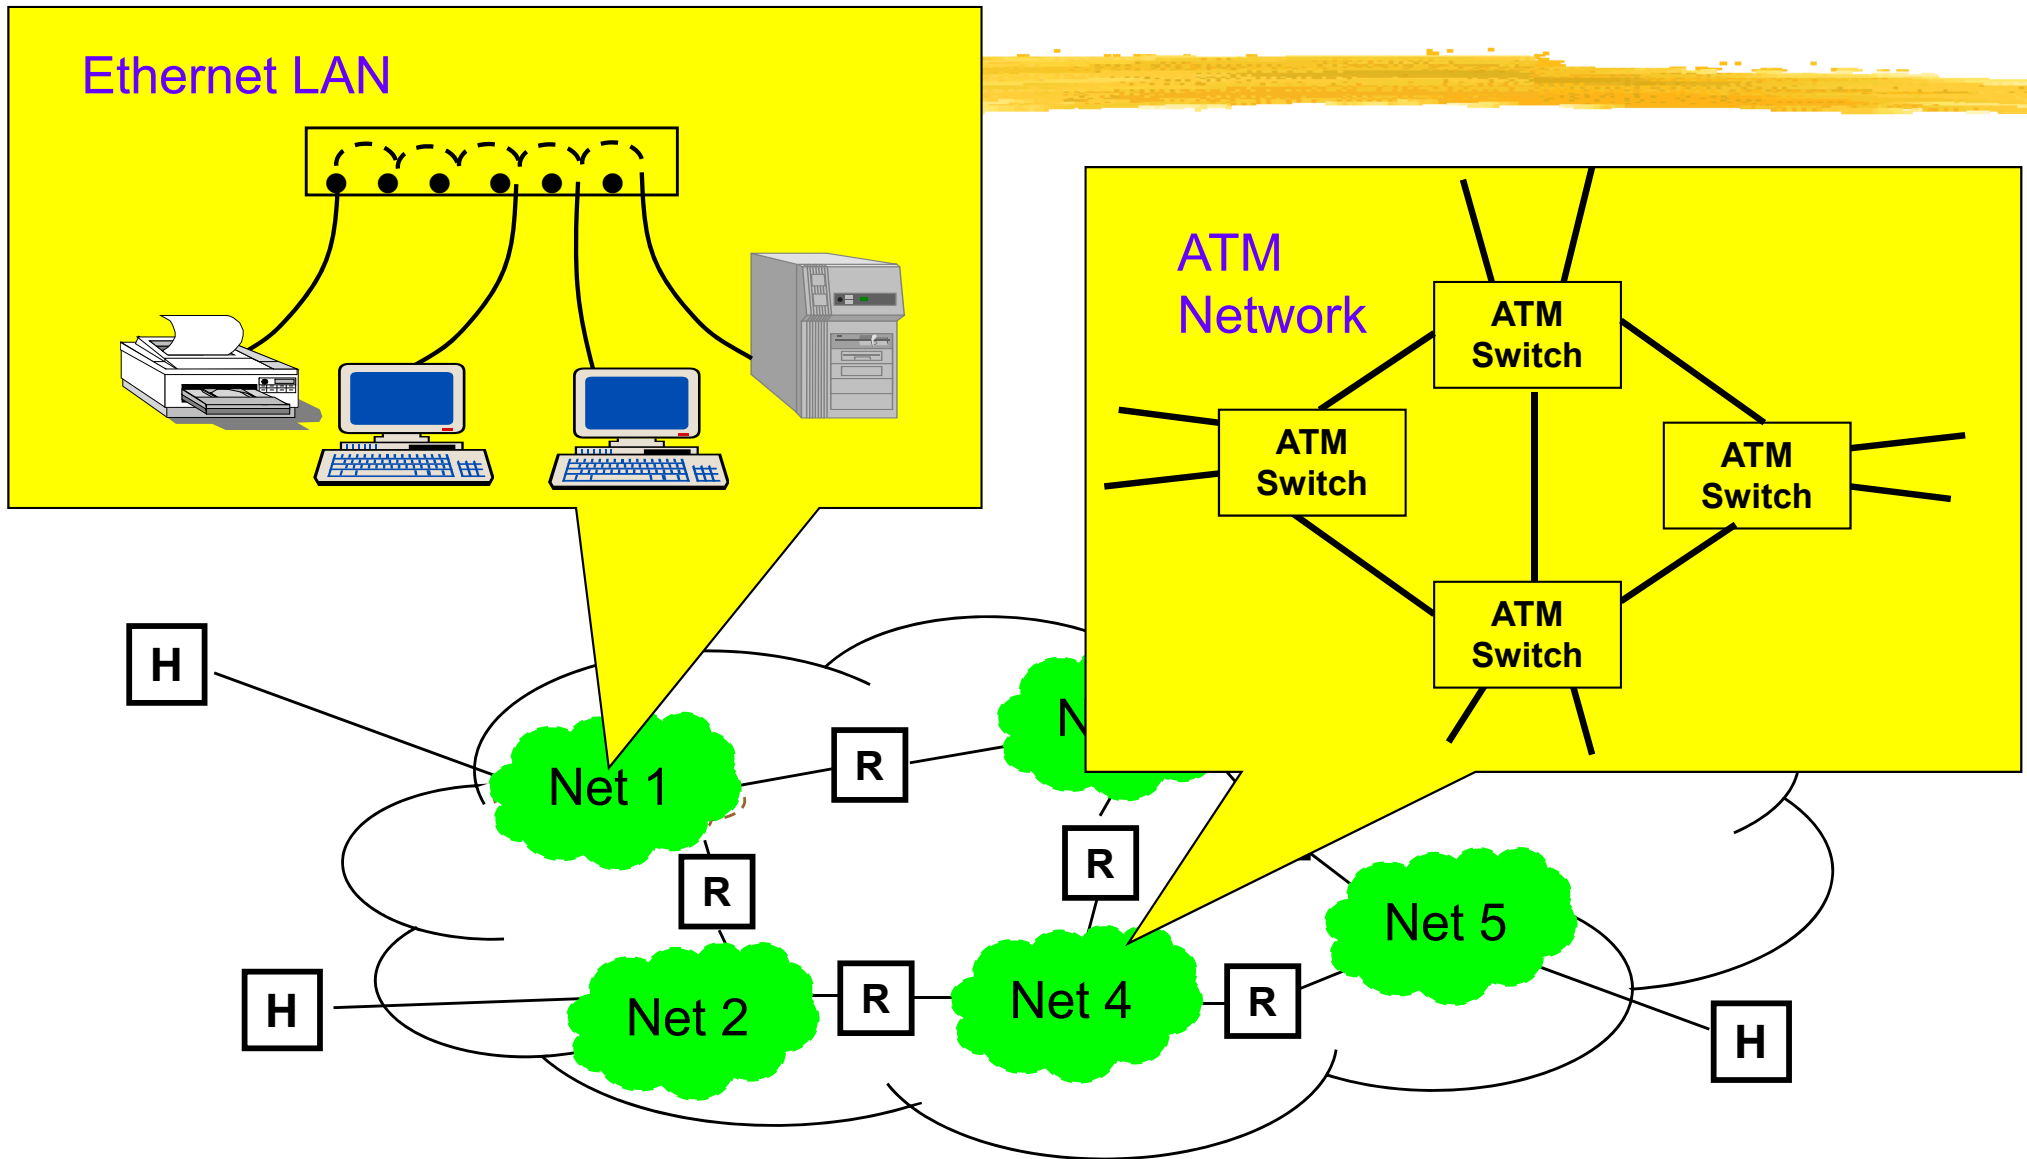 Ethernet LAN
ATM
Network
ATM
Switch
ATM
Switch
ATM
Switch
ATM
Switch
H
R
Net 1
R
R
Net 5
H
Net 2
R
Net 4
R
H